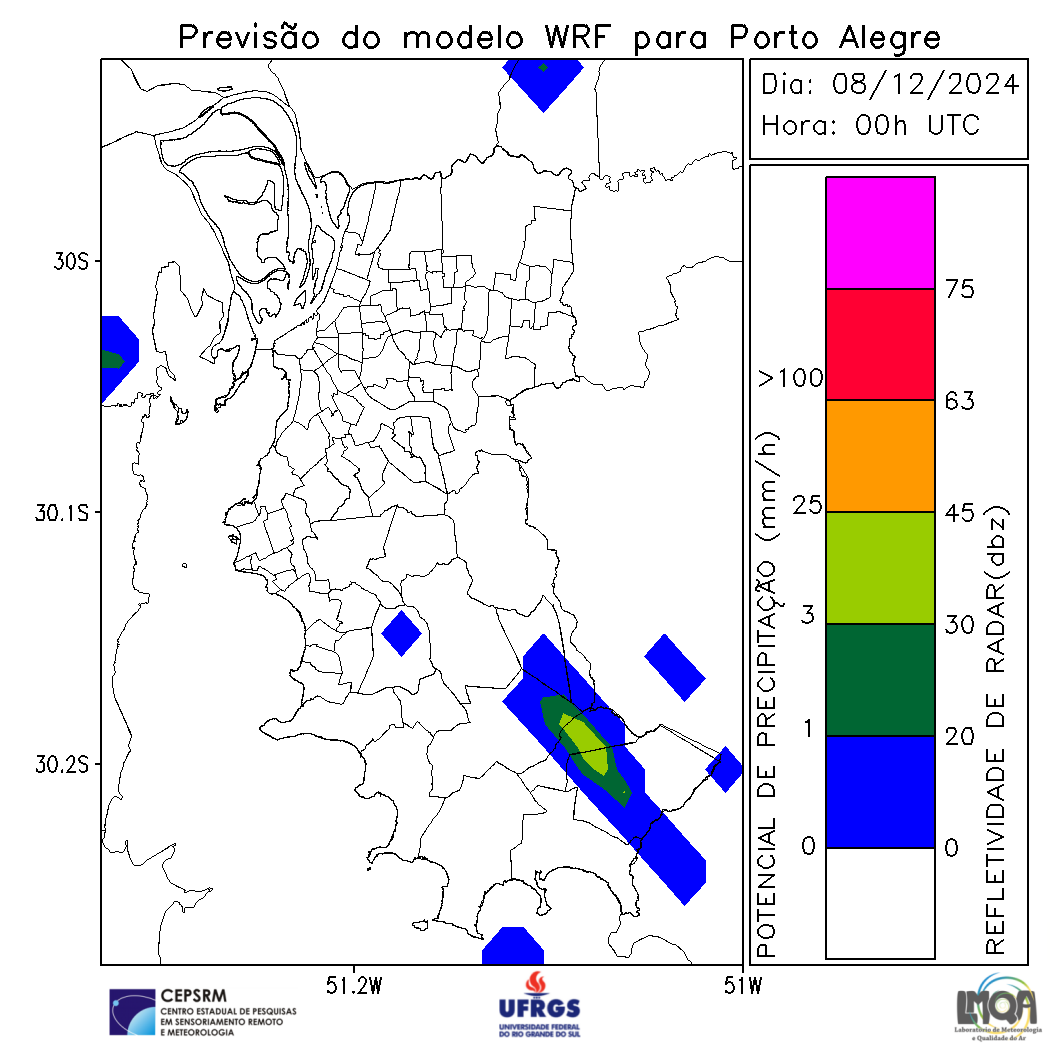 Previsão do modelo WRF para Porto Alegre
Dia: 08/12/2024
Hora: 00h UTC
30S
30.1S
30.2S
51.2W
51W
POTENCIAL DE PRECIPITAÇÃO (mm/h)
>100
25
3
1
0
75
63
45
30
20
0
REFLETIVIDADE DE RADAR(dbz)
CEPSRM
CENTRO ESTADUAL DE PESQUISAS
EM SENSORIAMENTO REMOTO
E METEOROLOGIA
UFRGS
UNIVERSIDADE FEDERAL
DO RIO GRANDE DO SUL
LMQA
Laboratório de Meteorologia
e Qualidade do Ar